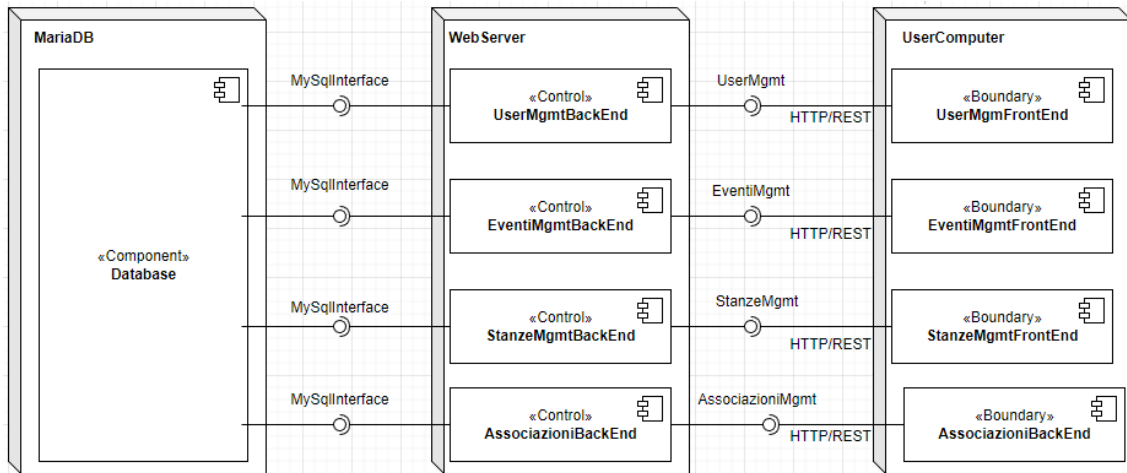 MariaDB
«Component»
Database
MySqlInterface
MySqlInterface
MySqlInterface
MySqlInterface
WebServer
«Control»
UserMgmtBackEnd
«Control»
EventiMgmtBackEnd
«Control»
StanzeMgmtBackEnd
«Control»
AssociazioniBackEnd
UserMgmt
HTTP/REST
EventiMgmt
HTTP/REST
StanzeMgmt
HTTP/REST
AssociazioniMgmt
HTTP/REST
UserComputer
«Boundary»
UserMgmFrontEnd
«Boundary»
EventiMgmtFrontEnd
«Boundary»
StanzeMgmtFrontEnd
«Boundary»
AssociazioniBackEnd